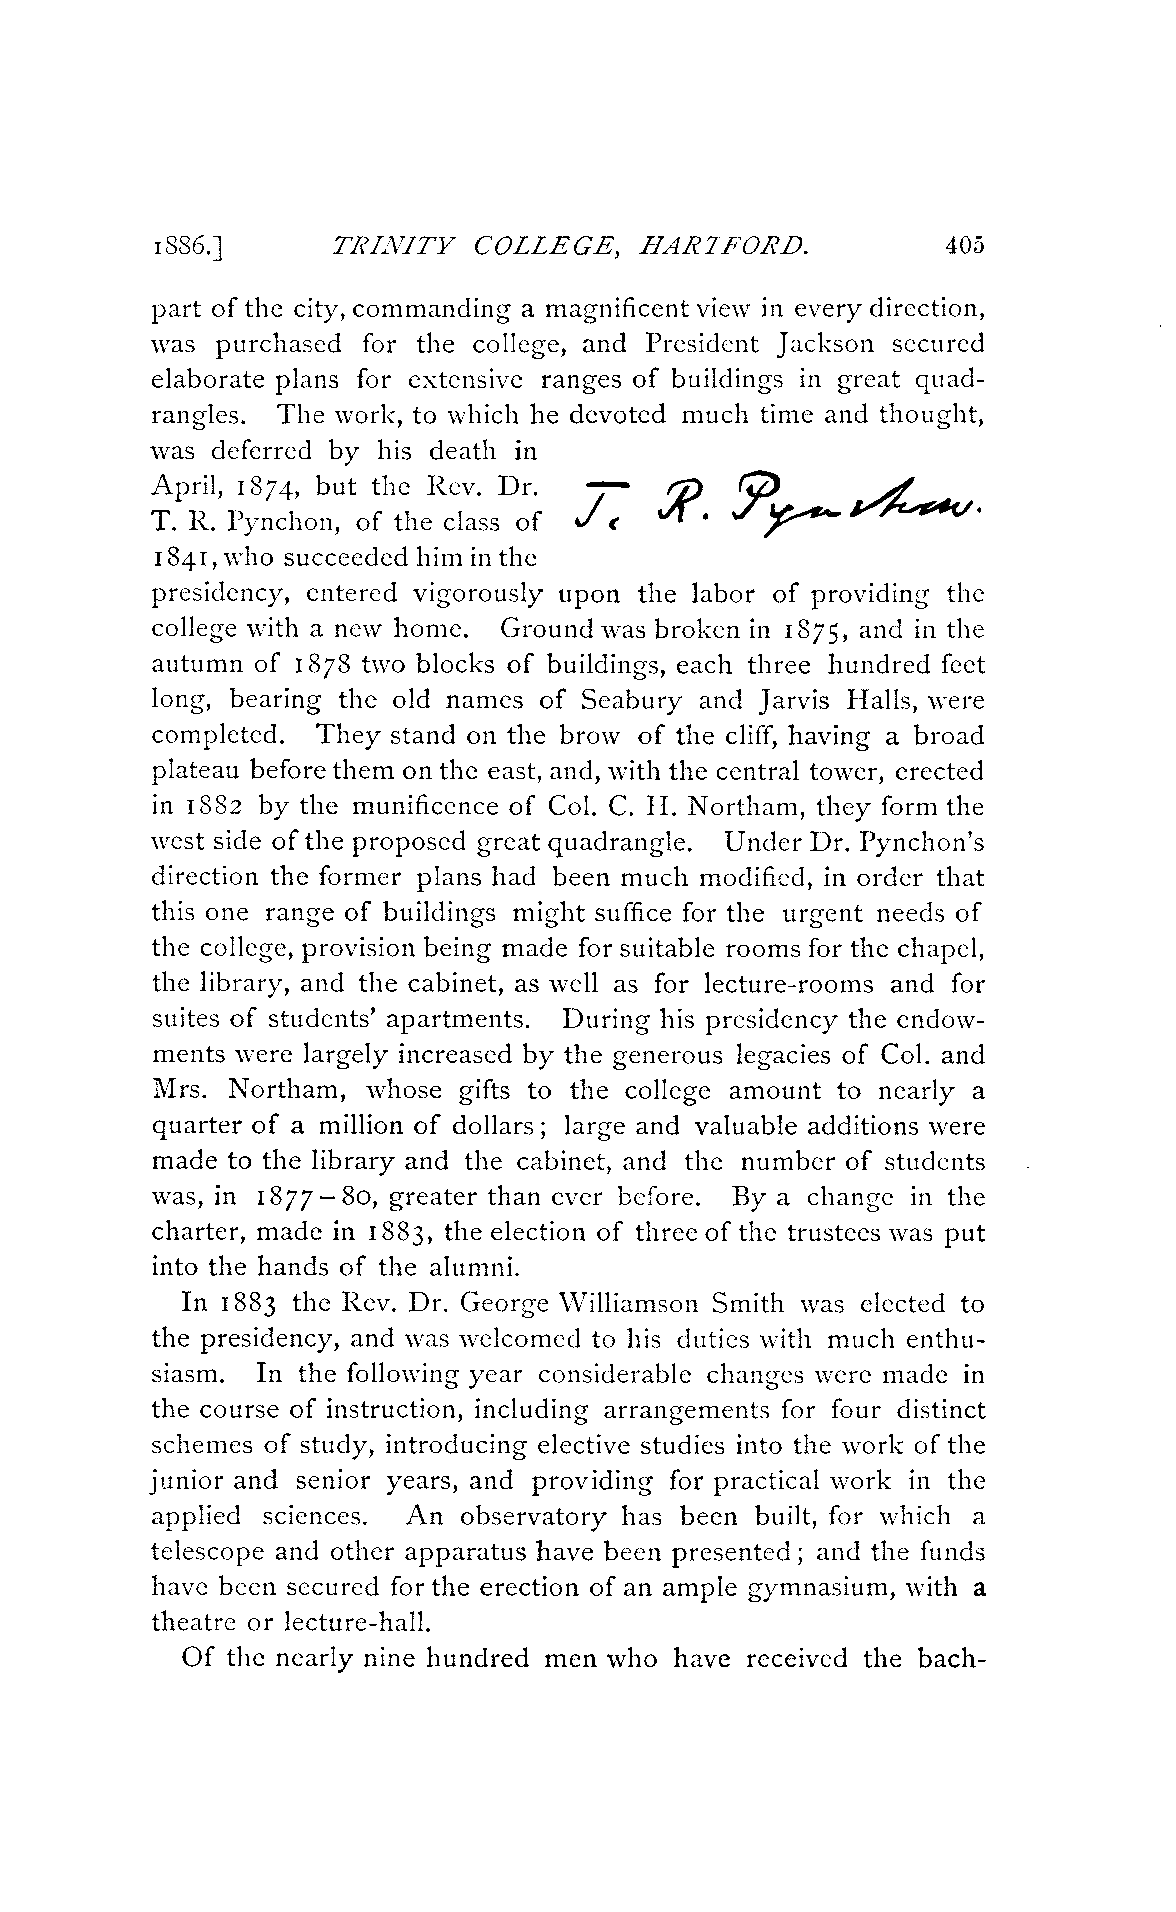 1886.] TRINITY COLLEGE, HARTFORD. 405
part of the city, commanding a magnificent view in every direction,
was purchased for the college, and President Jackson secured
elaborate plans for extensive ranges of buildings in great quad-
rangles. The work, to which he devoted much time and thought,
was deferred by his death in
April, 1874, but the Rev. Dr.
T. R. Pynchon, of the class of
1841, who succeeded him in the
T. R. Pynchon.
presidency, entered vigorously upon the labor of providing the
college with a new home. Ground was broken in 1875, and in the
autumn of 1878 two blocks of buildings, each three hundred feet
long, bearing the old names of Seabury and Jarvis Halls, were
completed. They stand on the brow of the cliff, having a broad
plateau before them on the east, and, with the central tower, erected
in 1882 by the munificence of Col. C. H. Northam, they form the
west side of the proposed great quadrangle. Under Dr. Pynchon's
direction the former plans had been much modified, in order that
this one range of buildings might suffice for the urgent needs of
the college, provision being made for suitable rooms for the chapel,
the library, and the cabinet, as well as for lecture-rooms and for
suites of students' apartments. During his presidency the endow-
ments were largely increased by the generous legacies of Col. and
Mrs. Northam, whose gifts to the college amount to nearly a
quarter of a million of dollars; large and valuable additions were
made to the library and the cabinet, and the number of students
was, in 1877–80, greater than ever before. By a change in the
charter, made in 1883, the election of three of the trustees was put
into the hands of the alumni.
In 1883 the Rev. Dr. George Williamson Smith was elected to
the presidency, and was welcomed to his duties with much enthu-
siasm. In the following year considerable changes were made in
the course of instruction, including arrangements for four distinct
schemes of study, introducing elective studies into the work of the
junior and senior years, and providing for practical work in the
applied sciences. An observatory has been built, for which a
telescope and other apparatus have been presented; and the funds
have been secured for the erection of an ample gymnasium, with a
theatre or lecture-hall.
Of the nearly nine hundred men who have received the bach-